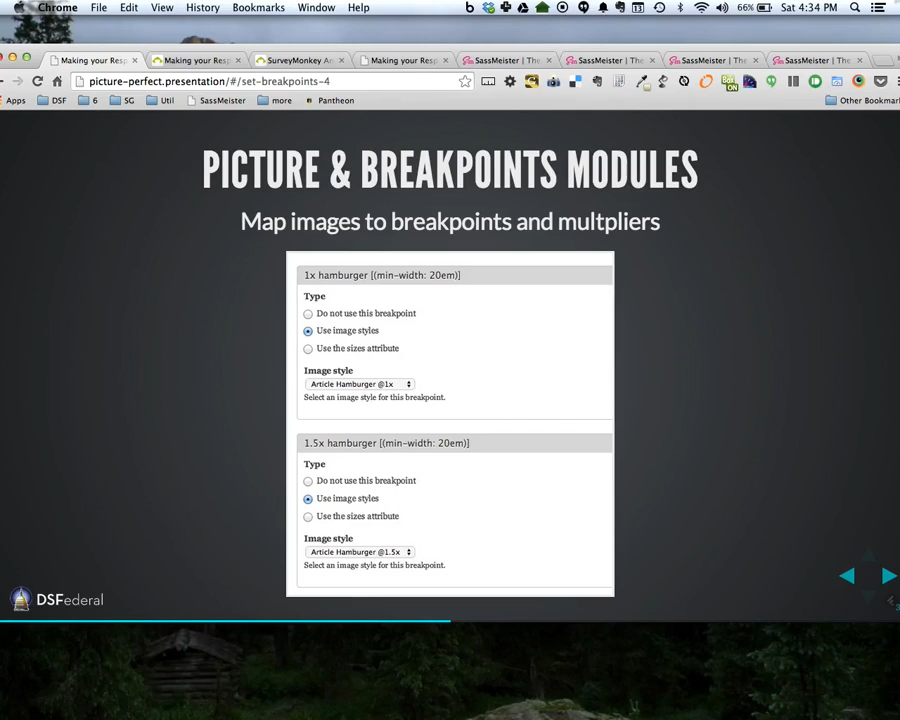 Chrome File Edit View History Bookmarks Window Help 66% Sat 4:34 PM
Making your Resp SurveyMonkey An Making your Resp SassMeister | The SassMeister | The SassMeister | The SassMeister | The
picture-perfect.presentation/#/set-breakpoints-4
Apps DSF 6 SG Util SassMeister more Pantheon Other Bookmar
PICTURE & BREAKPOINTS MODULES
Map images to breakpoints and multpliers
1x hamburger [(min-width: 20em)]
Type
Do not use this breakpoint
Use image styles
Use the sizes attribute
Image style
Article Hamburger @1x
Select an image style for this breakpoint.
1.5x hamburger [(min-width: 20em)]
Type
Do not use this breakpoint
Use image styles
Use the sizes attribute
Image style
Article Hamburger @1.5x
Select an image style for this breakpoint.
DSFederal